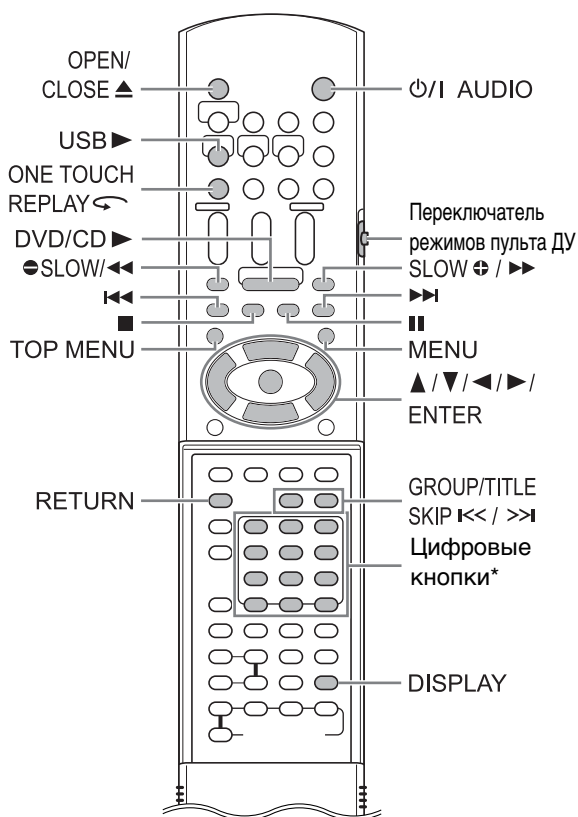 OPEN/
CLOSE ⏏
⏻/I AUDIO
USB ►
ONE TOUCH
REPLAY
DVD/CD ►
Переключатель
режимов пульта ДУ
⊖SLOW/◄◄
SLOW ⊕ / ►►
I◄◄
►►I
■
II
TOP MENU
MENU
▲ / ▼ / ◄ / ► /
ENTER
RETURN
GROUP/TITLE
SKIP I<< / >>I
Цифровые
кнопки*
DISPLAY